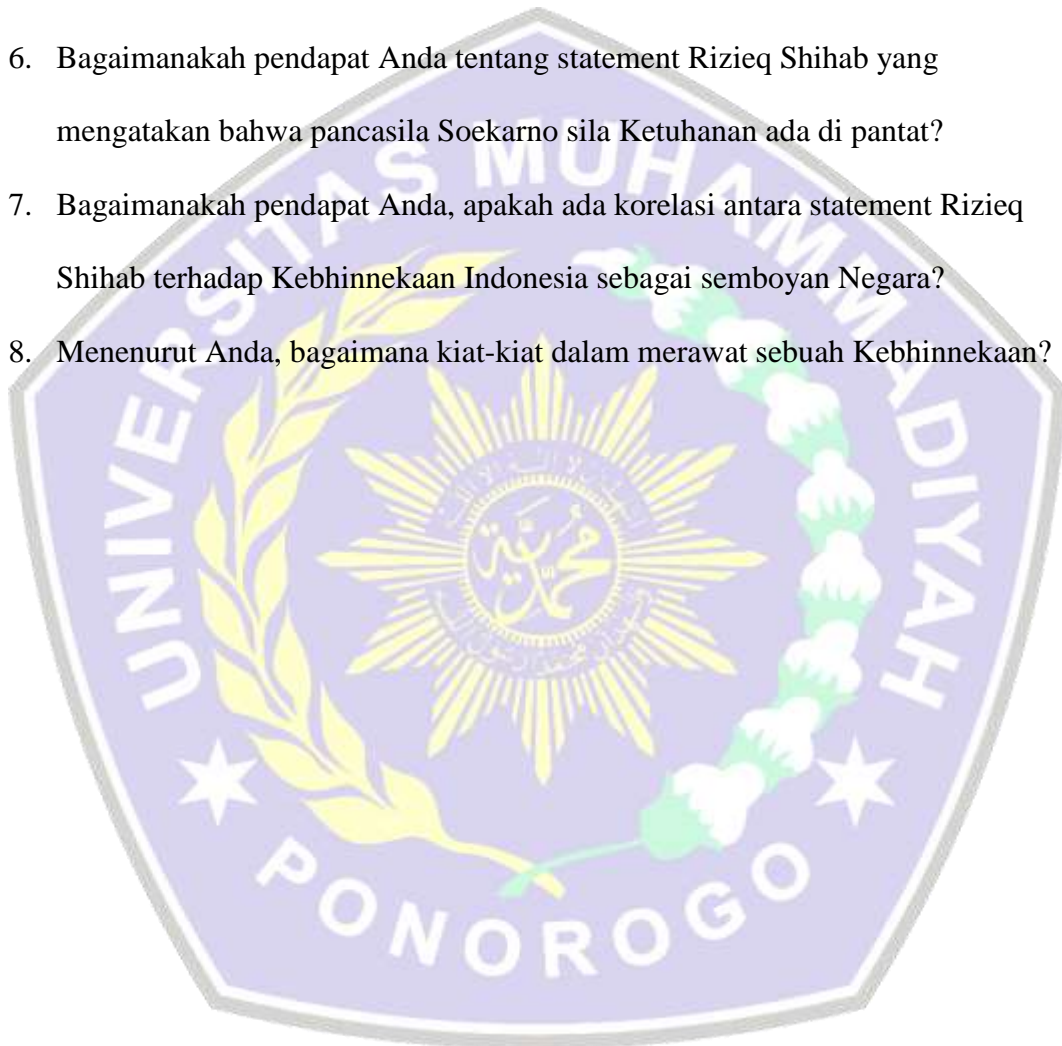 6. Bagaimanakah pendapat Anda tentang statement Rizieq Shihab yang
mengatakan bahwa pancasila Soekarno sila Ketuhanan ada di pantat?
7. Bagaimanakah pendapat Anda, apakah ada korelasi antara statement Rizieq
Shihab terhadap Kebhinnekaan Indonesia sebagai semboyan Negara?
8. Menenurut Anda, bagaimana kiat-kiat dalam merawat sebuah Kebhinnekaan?
UNIVERSITAS MUHAMMADIYAH
PONOROGO